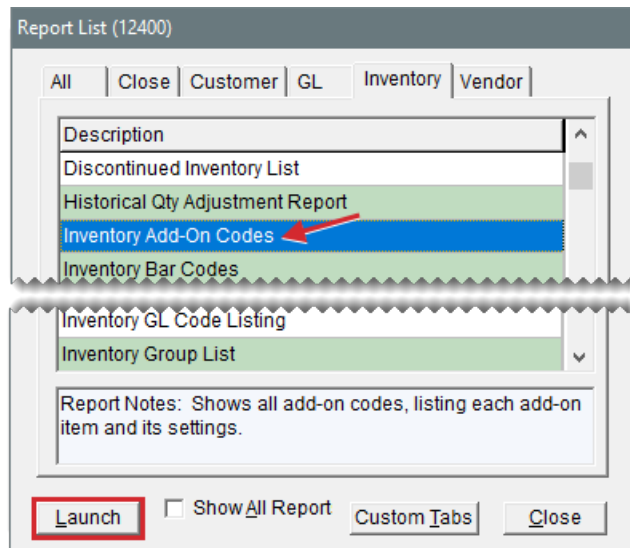 Report List (12400)
All Close Customer GL Inventory Vendor
Description
Discontinued Inventory List
Historical Qty Adjustment Report
Inventory Add-On Codes
Inventory Bar Codes
Inventory GL Code Listing
Inventory Group List
Report Notes: Shows all add-on codes, listing each add-on
item and its settings.
Launch Show All Report Custom Tabs Close